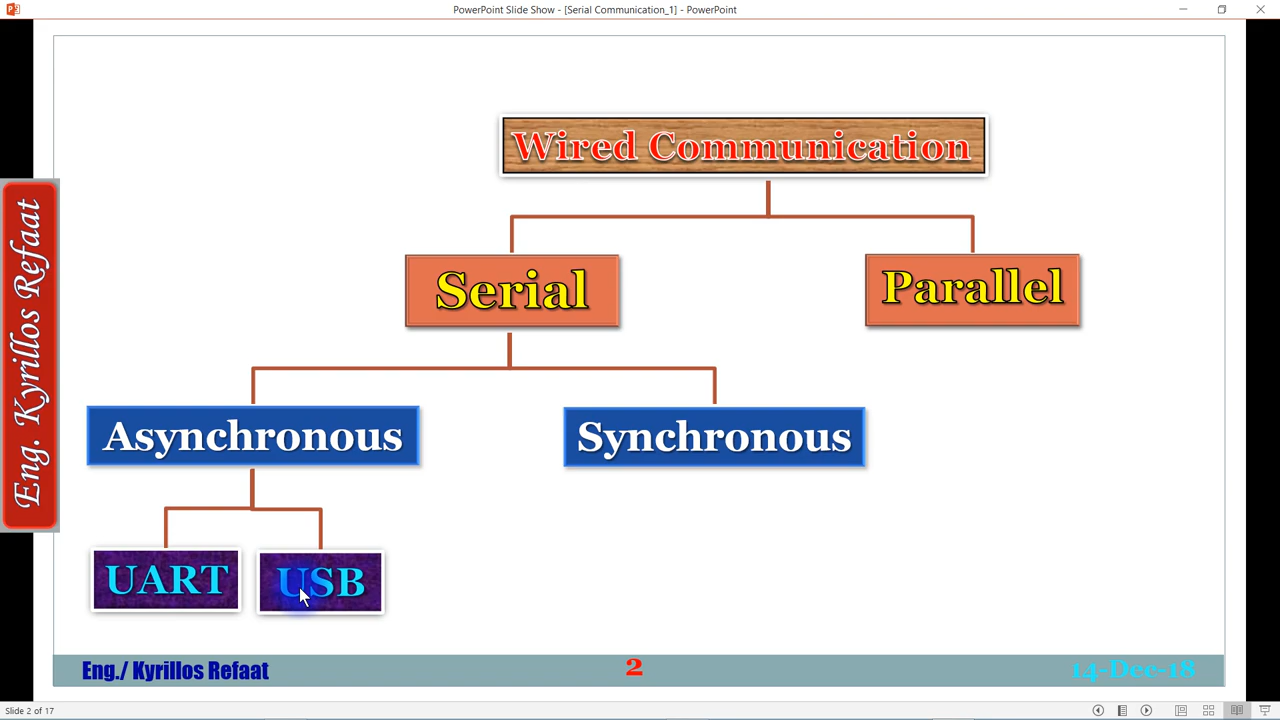 PowerPoint Slide Show - [Serial Communication_1] - PowerPoint
Wired Communication
Serial
Parallel
Asynchronous
Synchronous
UART
USB
Eng. Kyrillos Refaat
Eng./ Kyrillos Refaat
2
14-Dec-18
Slide 2 of 17